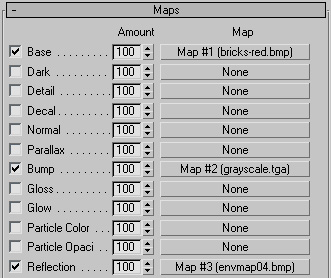 - Maps
Amount Map
Base . . . . . . . . . 100 Map #1 (bricks-red.bmp)
Dark . . . . . . . . . 100 None
Detail . . . . . . . . 100 None
Decal . . . . . . . . 100 None
Normal . . . . . . . 100 None
Parallax . . . . . . 100 None
Bump . . . . . . . . 100 Map #2 (grayscale.tga)
Gloss . . . . . . . . 100 None
Glow . . . . . . . . . 100 None
Particle Color . . 100 None
Particle Opaci . . 100 None
Reflection . . . . . 100 Map #3 (envmap04.bmp)